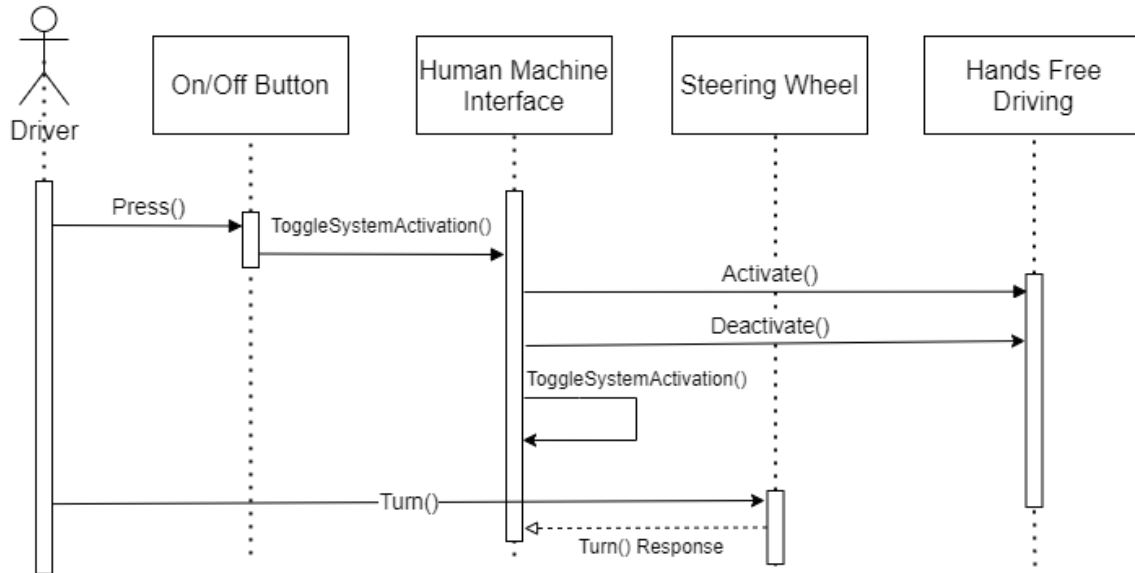 Driver
On/Off Button
Human Machine
Interface
Steering Wheel
Hands Free
Driving
Press()
ToggleSystemActivation()
Activate()
Deactivate()
ToggleSystemActivation()
Turn()
Turn() Response